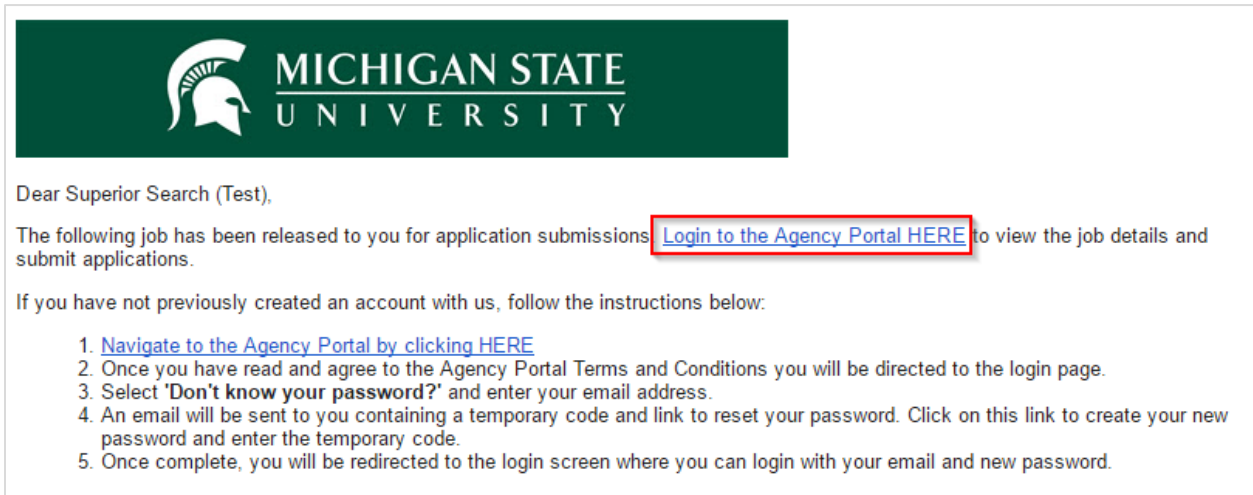 MICHIGAN STATE
UNIVERSITY
Dear Superior Search (Test),
The following job has been released to you for application submissions. Login to the Agency Portal HERE to view the job details and
submit applications.
If you have not previously created an account with us, follow the instructions below:
1. Navigate to the Agency Portal by clicking HERE
2. Once you have read and agree to the Agency Portal Terms and Conditions you will be directed to the login page.
3. Select 'Don't know your password?' and enter your email address.
4. An email will be sent to you containing a temporary code and link to reset your password. Click on this link to create your new
password and enter the temporary code.
5. Once complete, you will be redirected to the login screen where you can login with your email and new password.